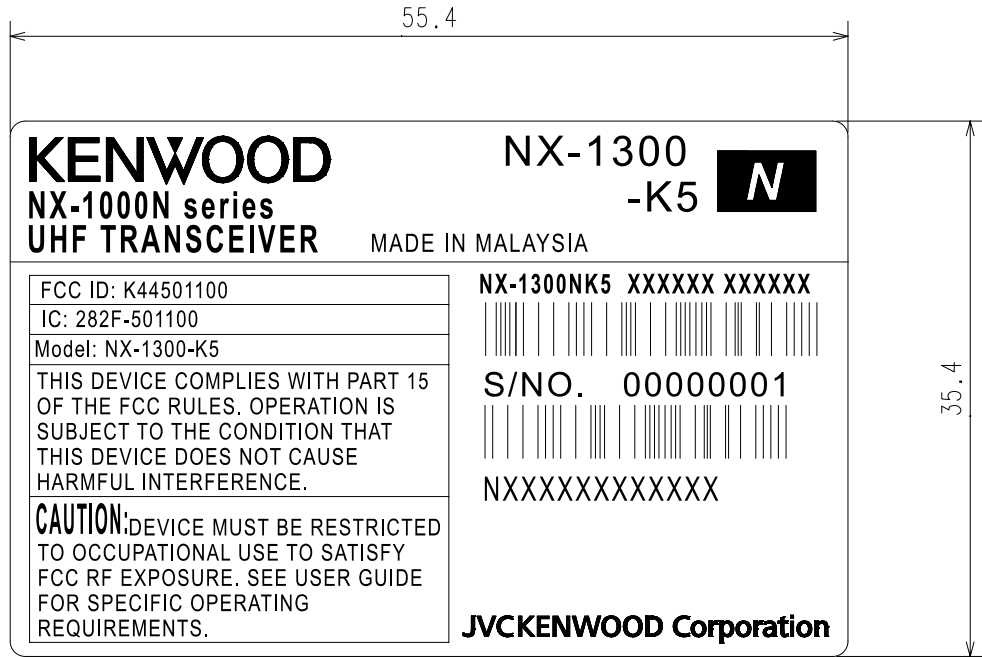 55.4
KENWOOD
NX-1000N series
UHF TRANSCEIVER
MADE IN MALAYSIA
NX-1300
-K5
N
FCC ID: K44501100
IC: 282F-501100
Model: NX-1300-K5
THIS DEVICE COMPLIES WITH PART 15
OF THE FCC RULES. OPERATION IS
SUBJECT TO THE CONDITION THAT
THIS DEVICE DOES NOT CAUSE
HARMFUL INTERFERENCE.
CAUTION:DEVICE MUST BE RESTRICTED
TO OCCUPATIONAL USE TO SATISFY
FCC RF EXPOSURE. SEE USER GUIDE
FOR SPECIFIC OPERATING
REQUIREMENTS.
NX-1300NK5 XXXXXX XXXXXX
S/NO. 00000001
NXXXXXXXXXXXX
JVCKENWOOD Corporation
35.4